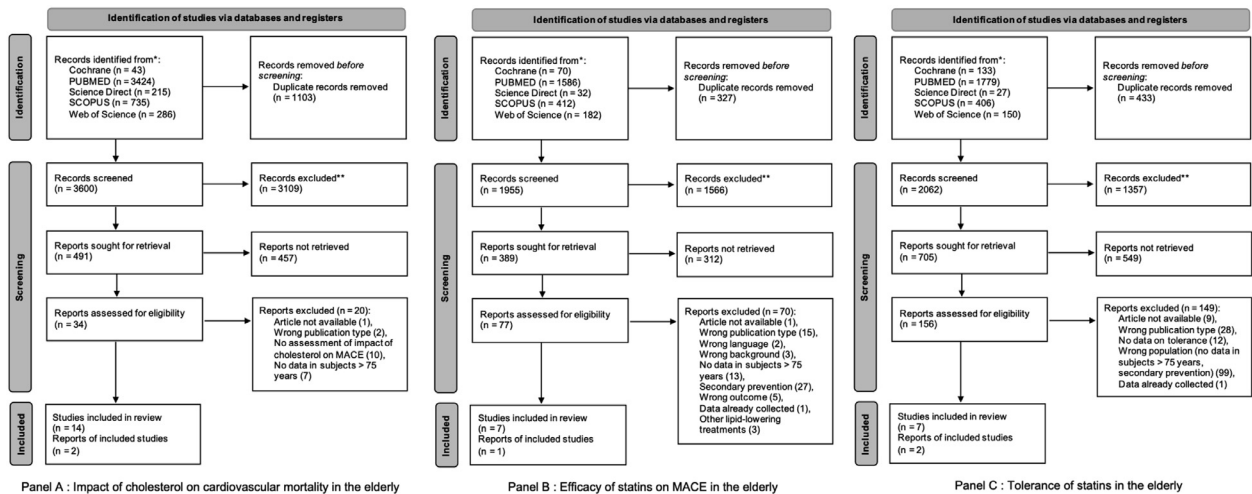 Identification of studies via databases and registers
Identification
Records identified from*:
Cochrane (n = 43)
PUBMED (n = 3424)
Science Direct (n = 215)
SCOPUS (n = 735)
Web of Science (n = 286)
Records removed before
screening:
Duplicate records removed
(n = 1103)
Screening
Records screened
(n = 3600)
Records excluded**
(n = 3109)
Reports sought for retrieval
(n = 491)
Reports not retrieved
(n = 457)
Reports assessed for eligibility
(n = 34)
Reports excluded (n = 20):
Article not available (1),
Wrong publication type (2),
No assessment of impact of
cholesterol on MACE (10),
No data in subjects > 75
years (7)
Included
Studies included in review
(n = 14)
Reports of included studies
(n = 2)
Panel A : Impact of cholesterol on cardiovascular mortality in the elderly
Identification of studies via databases and registers
Identification
Records identified from*:
Cochrane (n = 70)
PUBMED (n = 1586)
Science Direct (n = 32)
SCOPUS (n = 412)
Web of Science (n = 182)
Records removed before
screening:
Duplicate records removed
(n = 327)
Screening
Records screened
(n = 1955)
Records excluded**
(n = 1566)
Reports sought for retrieval
(n = 389)
Reports not retrieved
(n = 312)
Reports assessed for eligibility
(n = 77)
Reports excluded (n = 70):
Article not available (1),
Wrong publication type (15),
Wrong language (2),
Wrong background (3),
No data in subjects > 75
years (13),
Secondary prevention (27),
Wrong outcome (5),
Data already collected (1),
Other lipid-lowering
treatments (3)
Included
Studies included in review
(n = 7)
Reports of included studies
(n = 1)
Panel B : Efficacy of statins on MACE in the elderly
Identification of studies via databases and registers
Identification
Records identified from*:
Cochrane (n = 133)
PUBMED (n = 1779)
Science Direct (n = 27)
SCOPUS (n = 406)
Web of Science (n = 150)
Records removed before
screening:
Duplicate records removed
(n = 433)
Screening
Records screened
(n = 2062)
Records excluded**
(n = 1357)
Reports sought for retrieval
(n = 705)
Reports not retrieved
(n = 549)
Reports assessed for eligibility
(n = 156)
Reports excluded (n = 149):
Article not available (9),
Wrong publication type (28),
No data on tolerance (12),
Wrong population (no data in
subjects > 75 years,
secondary prevention) (99),
Data already collected (1)
Included
Studies included in review
(n = 7)
Reports of included studies
(n = 2)
Panel C : Tolerance of statins in the elderly